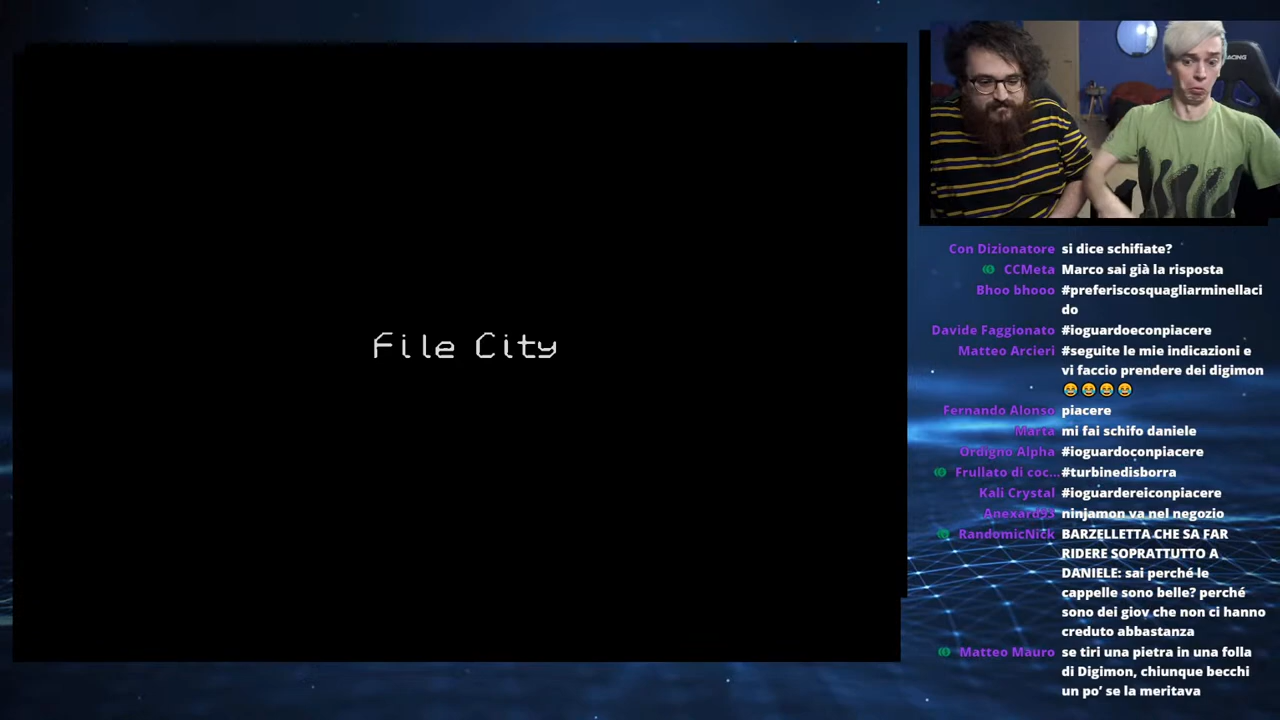 File City
RACING
Con Dizionatore si dice schifiate?
CCMeta Marco sai già la risposta
Bhoo bhooo #preferiscosquagliarminellaci
do
Davide Faggionato #ioguardoeconpiacere
Matteo Arcieri #seguite le mie indicazioni e
vi faccio prendere dei digimon
😂😂😂😂
Fernando Alonso piacere
Marta mi fai schifo daniele
Ordigno Alpha #ioguardoconpiacere
Frullato di coc... #turbinedisborra
Kali Crystal #ioguardereiconpiacere
Anexard93 ninjamon va nel negozio
RandomicNick BARZELLETTA CHE SA FAR
RIDERE SOPRATTUTTO A
DANIELE: sai perché le
cappelle sono belle? perché
sono dei giov che non ci hanno
creduto abbastanza
Matteo Mauro se tiri una pietra in una folla
di Digimon, chiunque becchi
un po' se la meritava